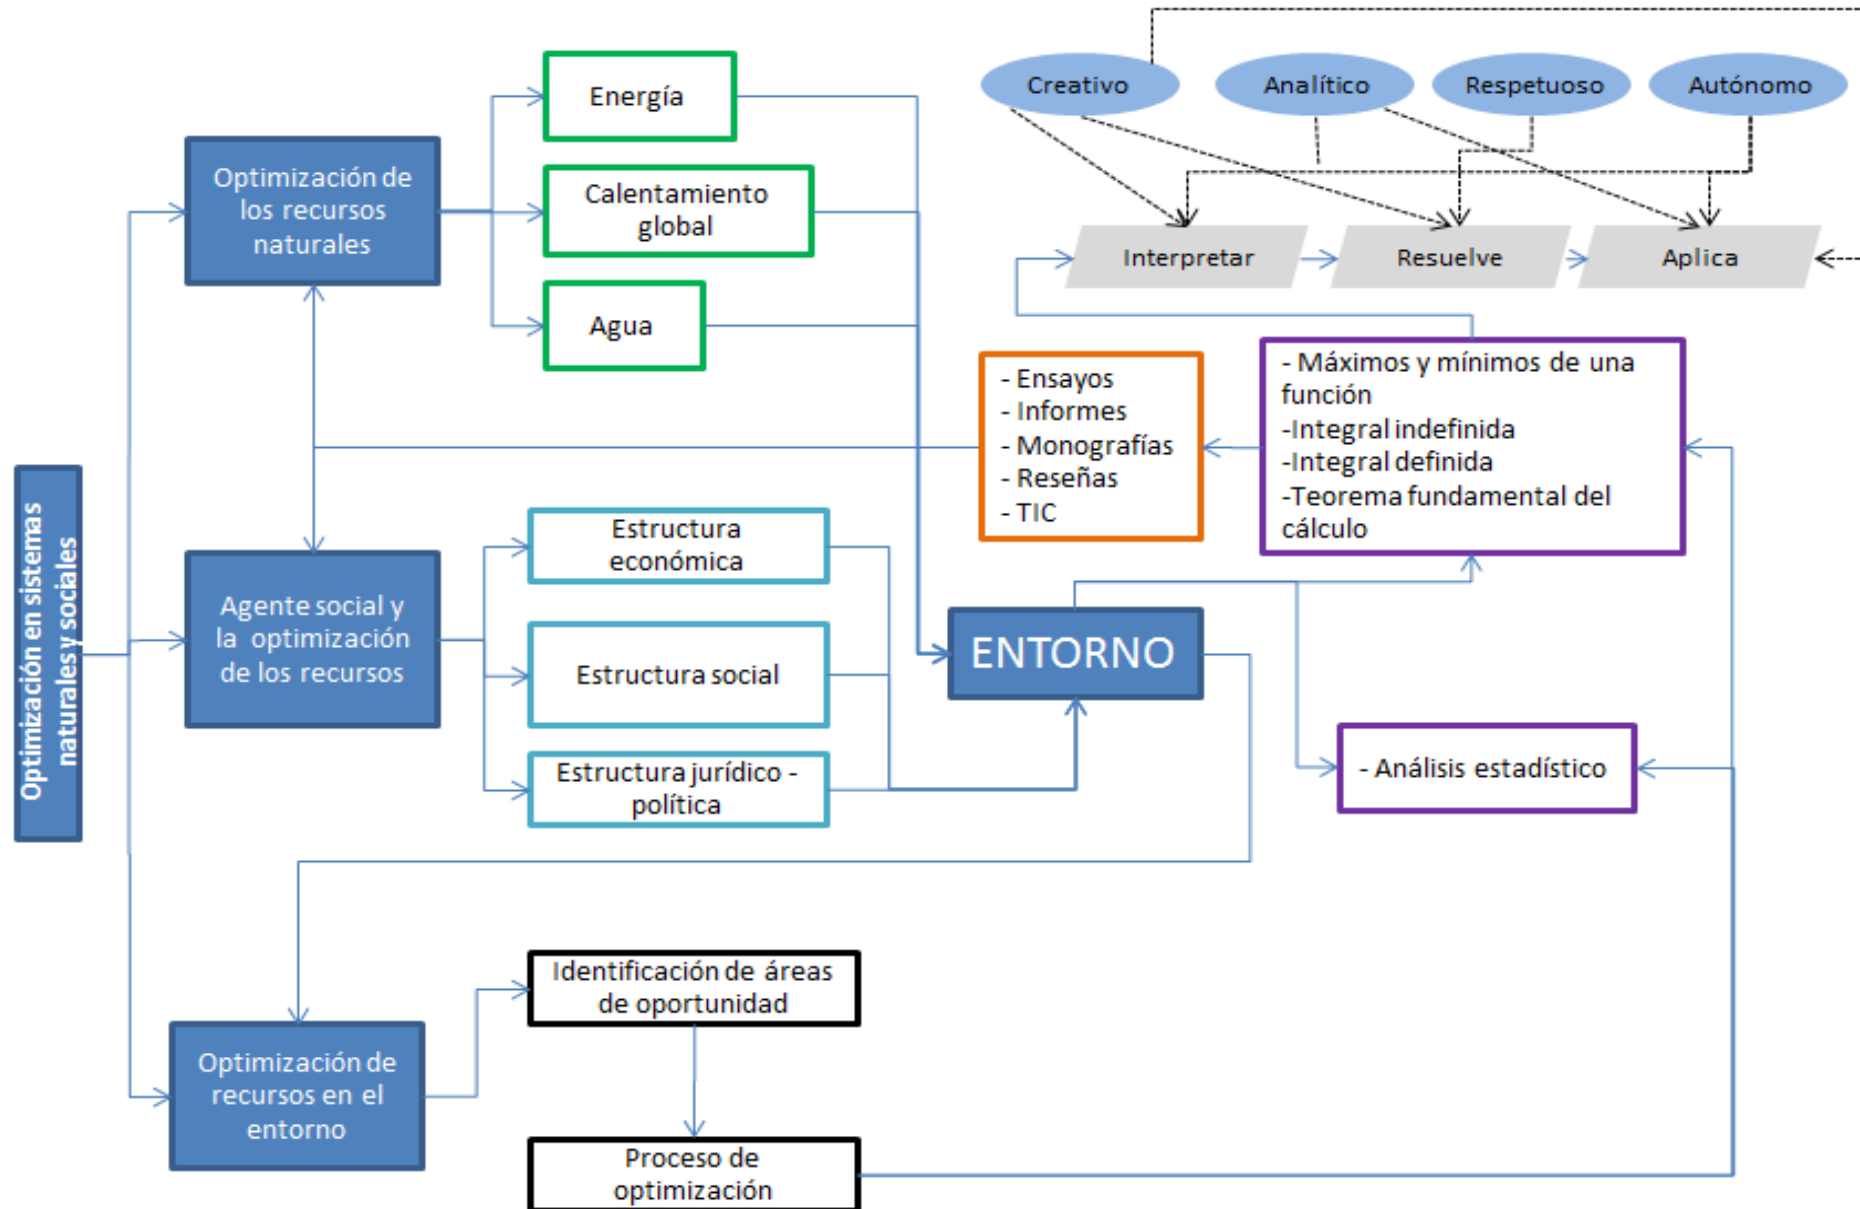 Optimización en sistemas
naturales y sociales
Optimización de
los recursos
naturales
Energía
Calentamiento
global
Agua
Agente social y
la optimización
de los recursos
Estructura
económica
Estructura social
Estructura jurídico -
política
Optimización de
recursos en el
entorno
Identificación de áreas
de oportunidad
Proceso de
optimización
ENTORNO
- Ensayos
- Informes
- Monografías
- Reseñas
- TIC
- Máximos y mínimos de una
función
-Integral indefinida
-Integral definida
-Teorema fundamental del
cálculo
- Análisis estadístico
Creativo
Analítico
Respetuoso
Autónomo
Interpretar
Resuelve
Aplica